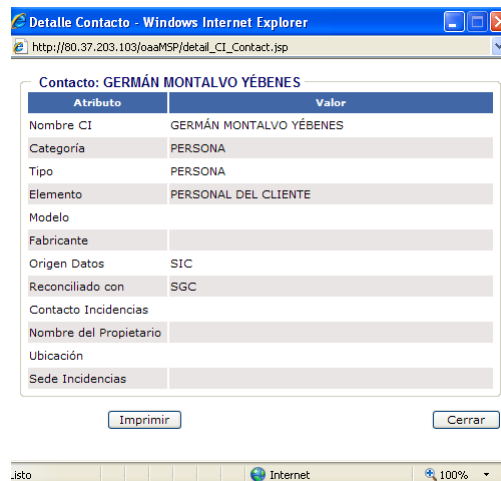 Detalle Contacto - Windows Internet Explorer
http://80.37.203.103/oaaMSP/detail_CI_Contact.jsp
Contacto: GERMÁN MONTALVO YÉBENES
Atributo Valor
Nombre CI GERMÁN MONTALVO YÉBENES
Categoría PERSONA
Tipo PERSONA
Elemento PERSONAL DEL CLIENTE
Modelo
Fabricante
Origen Datos SIC
Reconciliado con SGC
Contacto Incidencias
Nombre del Propietario
Ubicación
Sede Incidencias
Imprimir Cerrar
Listo Internet 100%